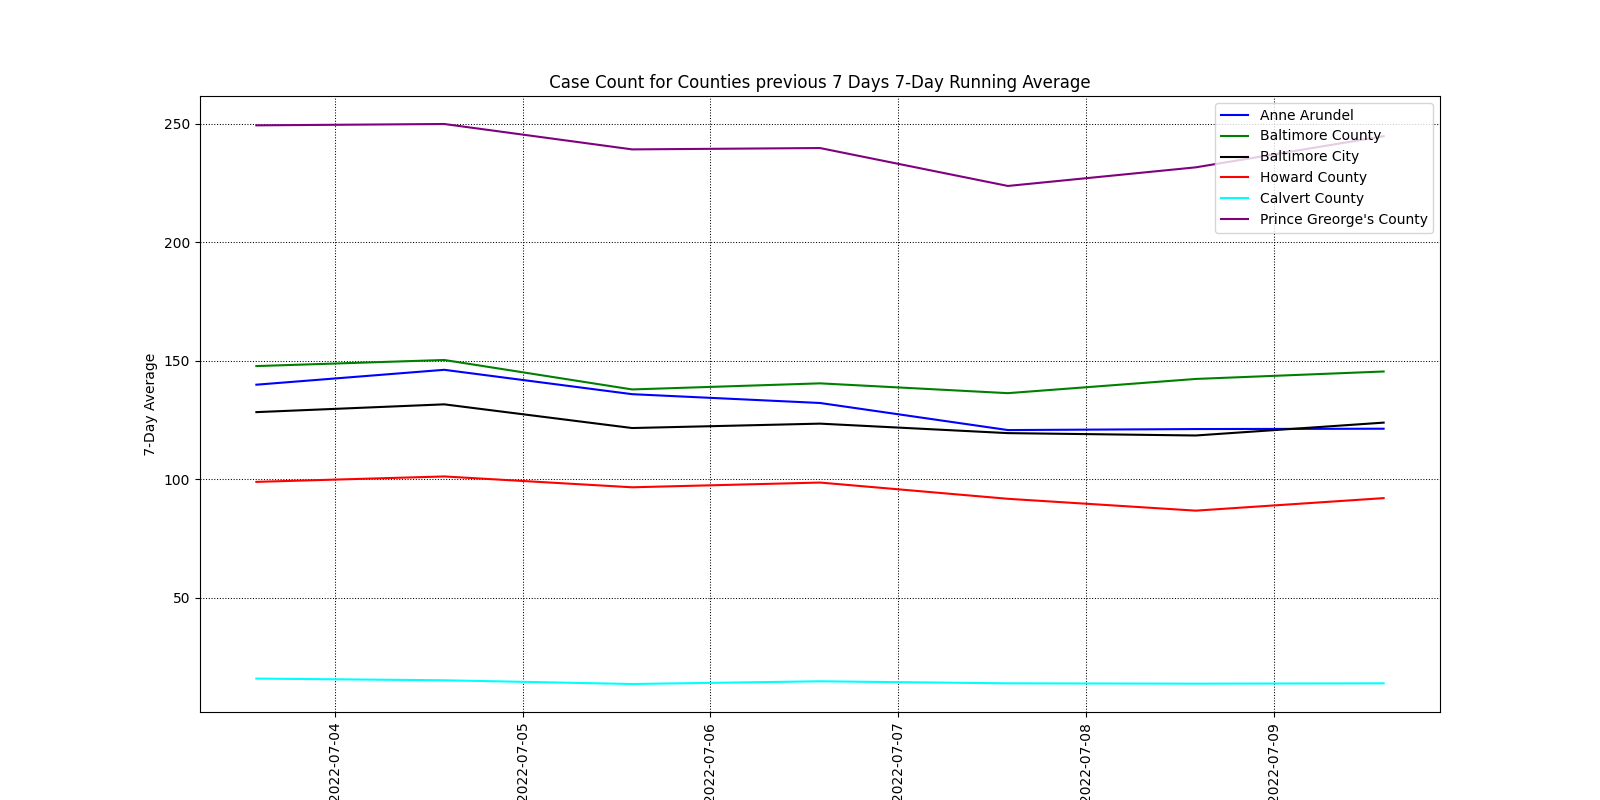 Case Count for Counties previous 7 Days 7-Day Running Average
Anne Arundel
Baltimore County
Baltimore City
Howard County
Calvert County
Prince Greorge's County
7-Day Average
250
200
150
100
50
2022-07-04
2022-07-05
2022-07-06
2022-07-07
2022-07-08
2022-07-09